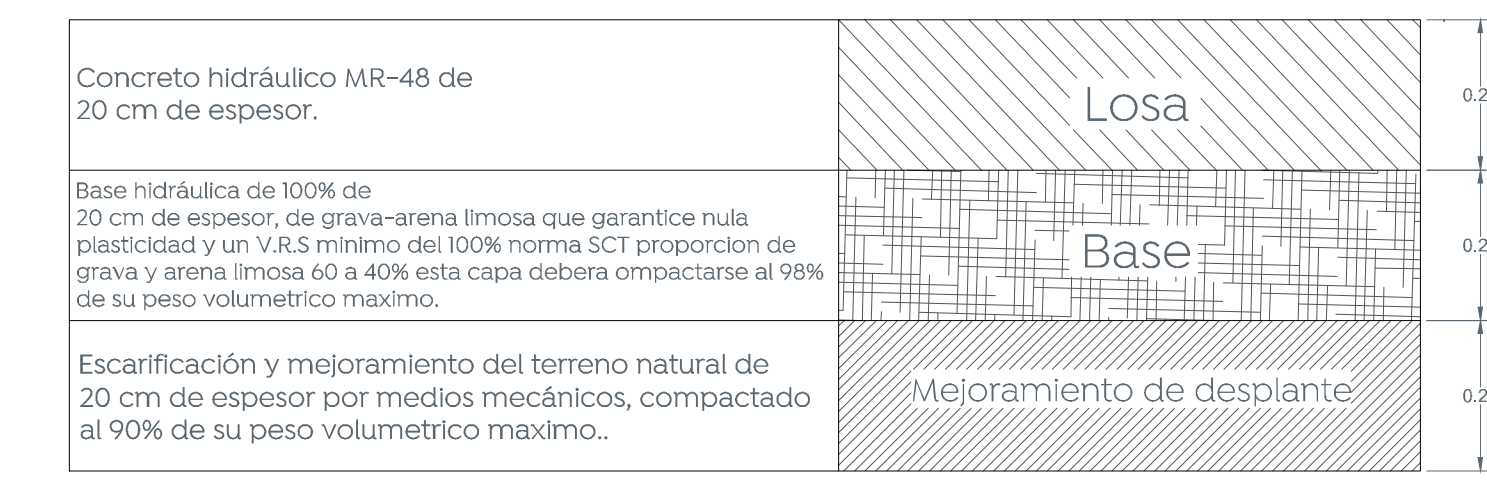 Concreto hidráulico MR-48 de
20 cm de espesor.
Losa
0.2
Base hidráulica de 100% de
20 cm de espesor, de grava-arena limosa que garantice nula
plasticidad y un V.R.S minimo del 100% norma SCT proporcion de
grava y arena limosa 60 a 40% esta capa debera ompactarse al 98%
de su peso volumetrico maximo.
Base
0.2
Escarificación y mejoramiento del terreno natural de
20 cm de espesor por medios mecánicos, compactado
al 90% de su peso volumetrico maximo..
Mejoramiento de desplante
0.2